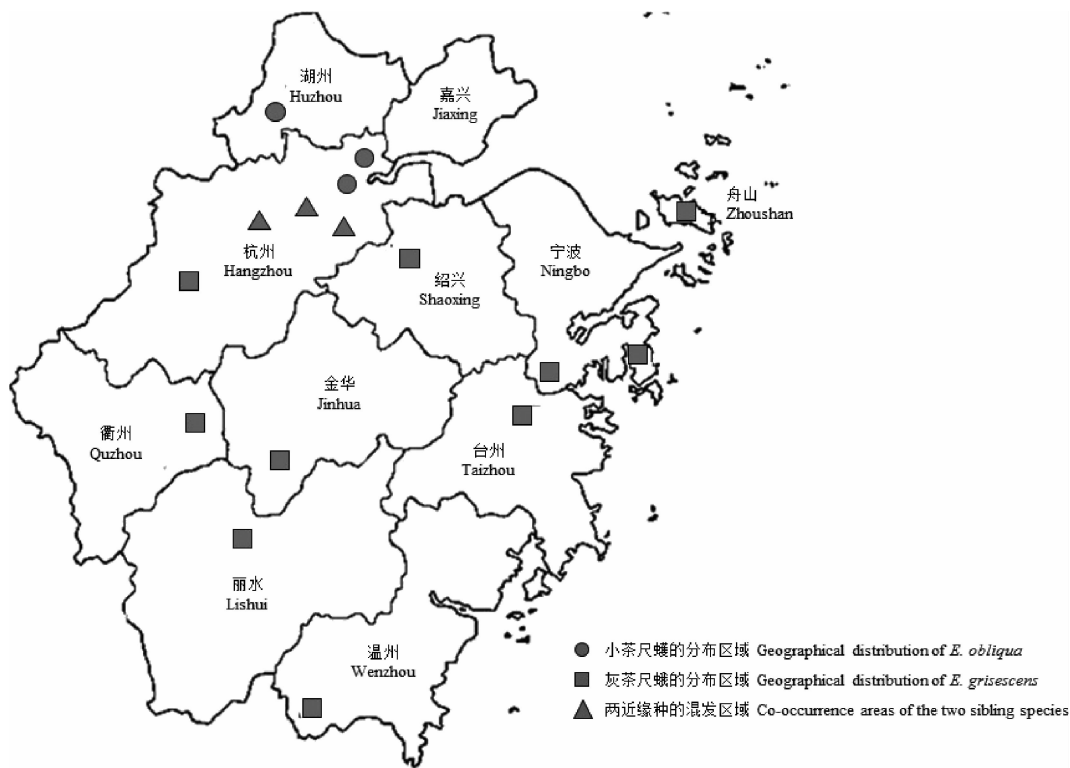 湖州
Huzhou
嘉兴
Jiaxing
舟山
Zhoushan
杭州
Hangzhou
绍兴
Shaoxing
宁波
Ningbo
金华
Jinhua
衢州
Quzhou
台州
Taizhou
丽水
Lishui
温州
Wenzhou
小茶尺蠖的分布区域 Geographical distribution of E. obliqua
灰茶尺蛾的分布区域 Geographical distribution of E. grisescens
两近缘种的混发区域 Co-occurrence areas of the two sibling species